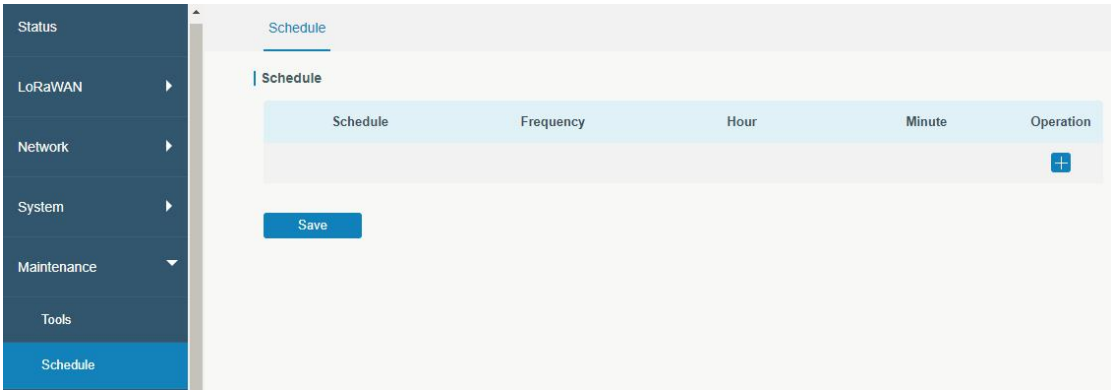 Status
LoRaWAN
Network
System
Maintenance
Tools
Schedule
Schedule
Schedule
Schedule Frequency Hour Minute Operation
Save